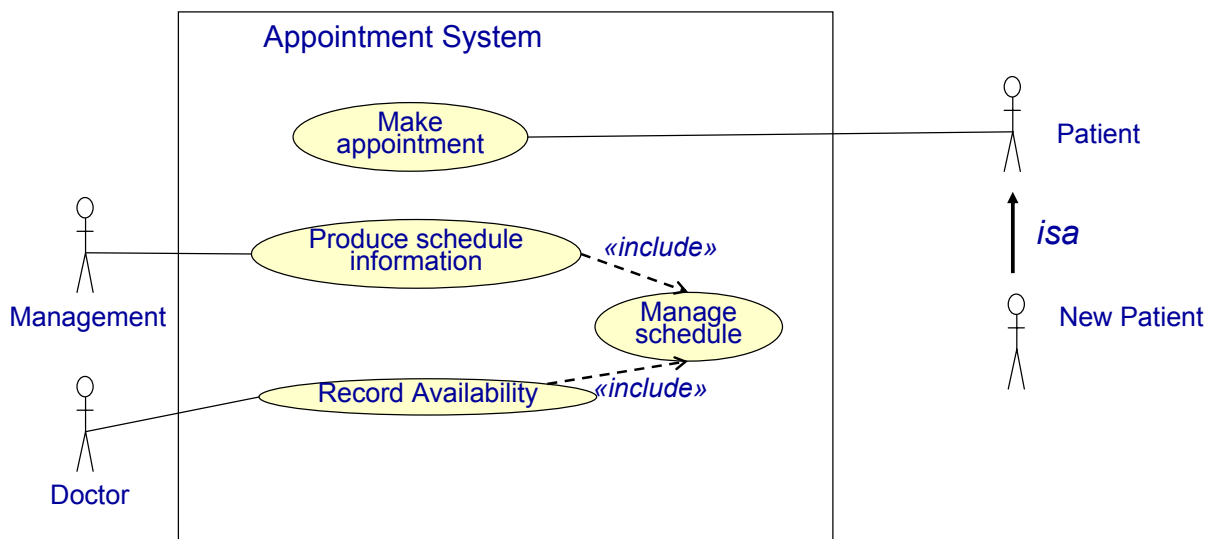 Appointment System
Make
appointment
Patient
Produce schedule
information
«include»
isa
Management
Manage
schedule
New Patient
Record Availability
«include»
Doctor